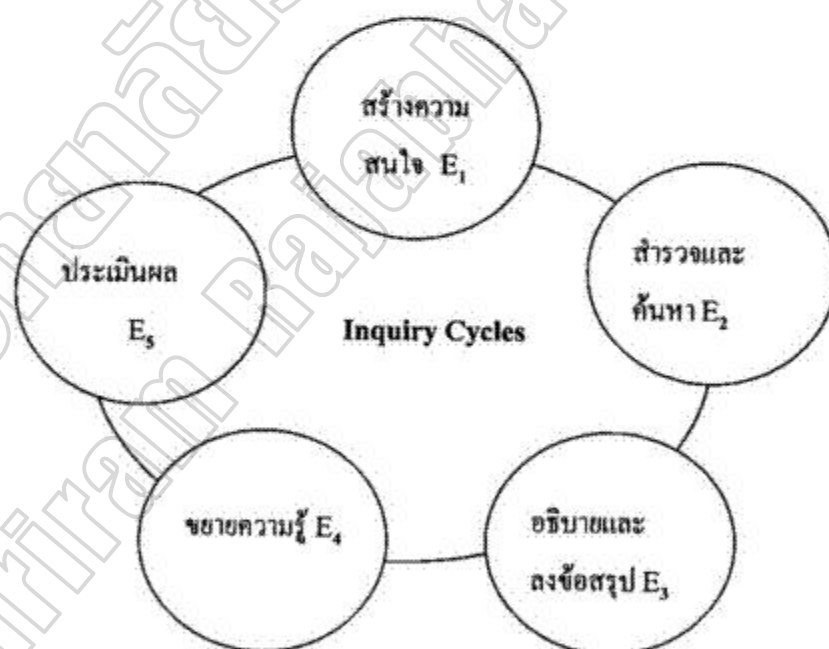 สร้างความ
สนใจ E₁
สำรวจและ
ค้นหา E₂
อธิบายและ
ลงข้อสรุป E₃
ขยายความรู้ E₄
ประเมินผล
E₅
Inquiry Cycles